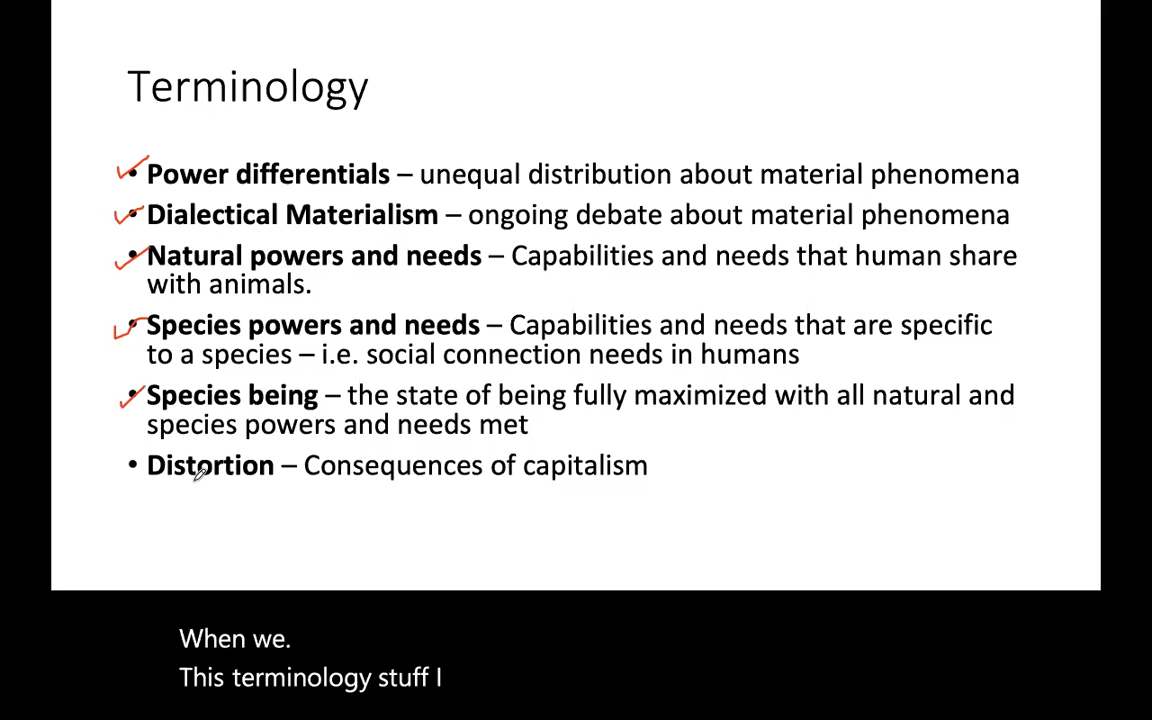 Terminology
• Power differentials – unequal distribution about material phenomena
• Dialectical Materialism – ongoing debate about material phenomena
• Natural powers and needs – Capabilities and needs that human share
with animals.
• Species powers and needs – Capabilities and needs that are specific
to a species – i.e. social connection needs in humans
• Species being – the state of being fully maximized with all natural and
species powers and needs met
• Distortion – Consequences of capitalism
When we.
This terminology stuff I